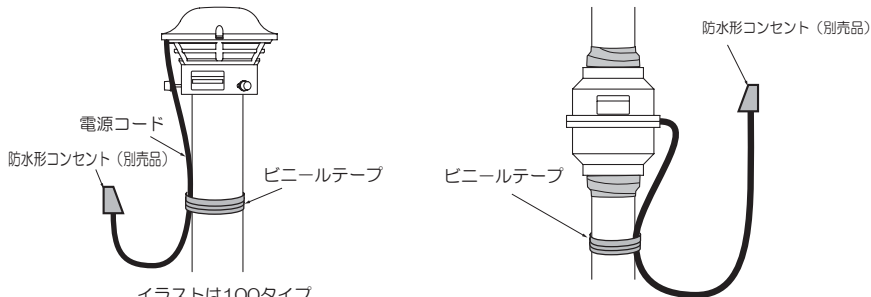 電源コード
防水形コンセント（別売品）
ビニールテープ
イラストは100タイプ
防水形コンセント（別売品）
ビニールテープ